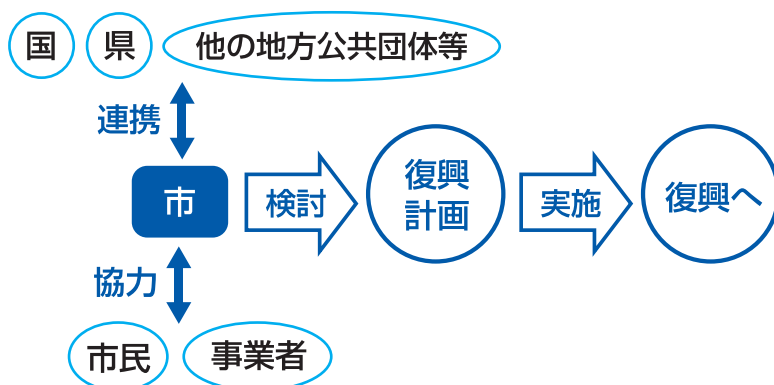 国 県 他の地方公共団体等
連携
市 検討 復興計画 実施 復興へ
協力
市民 事業者